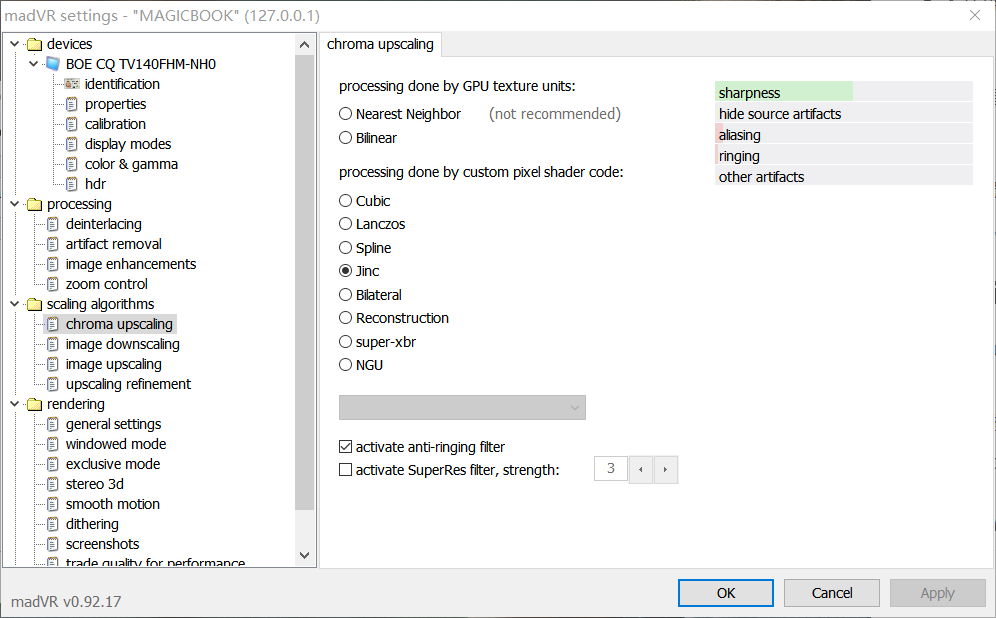 madVR settings - "MAGICBOOK" (127.0.0.1)
devices
BOE CQ TV140FHM-NH0
identification
properties
calibration
display modes
color & gamma
hdr
processing
deinterlacing
artifact removal
image enhancements
zoom control
scaling algorithms
chroma upscaling
image downscaling
image upscaling
upscaling refinement
rendering
general settings
windowed mode
exclusive mode
stereo 3d
smooth motion
dithering
screenshots
trade quality for performance
chroma upscaling
processing done by GPU texture units:
Nearest Neighbor (not recommended)
Bilinear
processing done by custom pixel shader code:
Cubic
Lanczos
Spline
Jinc
Bilateral
Reconstruction
super-xbr
NGU
activate anti-ringing filter
activate SuperRes filter, strength: 3
sharpness
hide source artifacts
aliasing
ringing
other artifacts
madVR v0.92.17
OK Cancel Apply